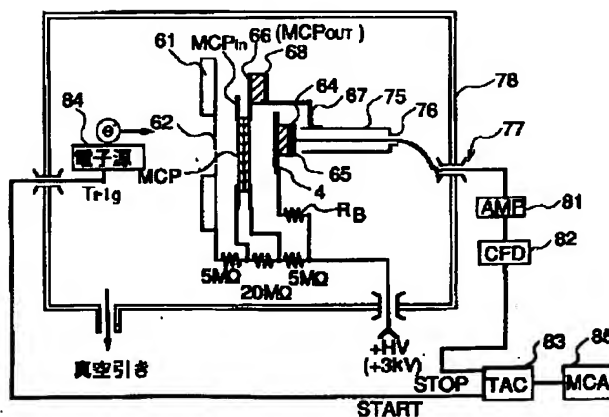 61
MCPin
66 (MCPOUT)
68
64
67
75
76
78
77
84
e⁻
62
電子源
Trig
MCP
65
4
RB
AMP
81
CFD
82
5MΩ
20MΩ
5MΩ
真空引き
+HV
(+3kV)
83
85
STOP
TAC
MCA
START